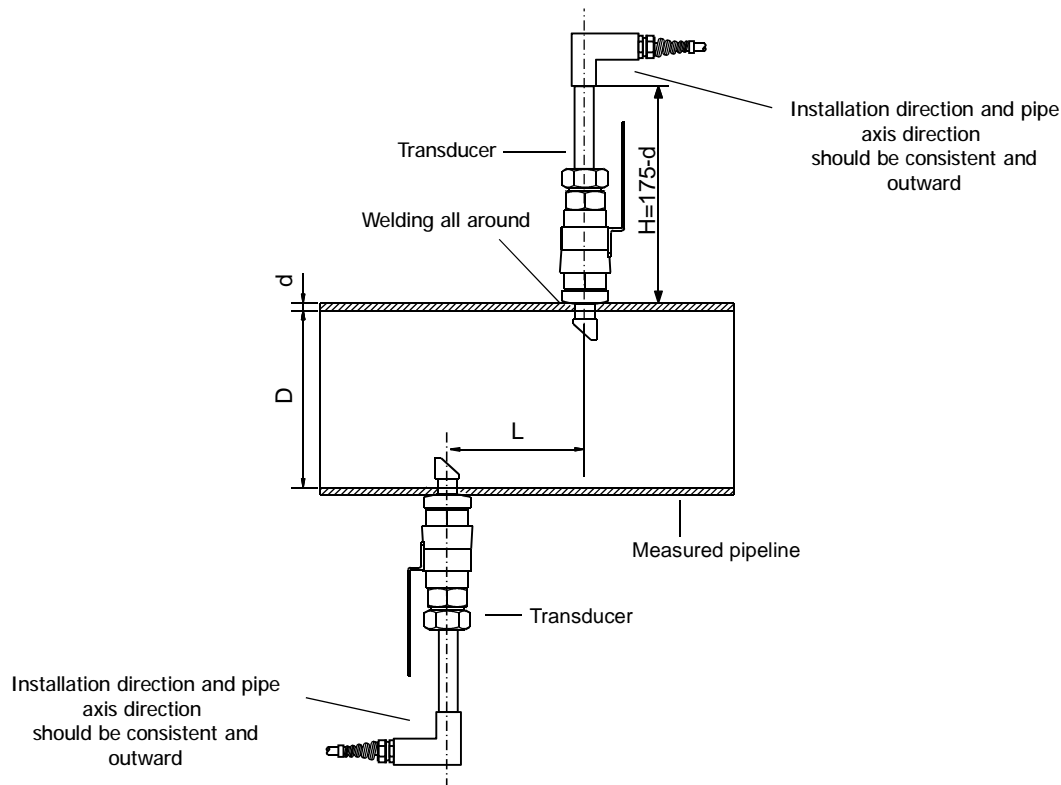 Installation direction and pipe
axis direction
should be consistent and
outward
Transducer
H=175-d
Welding all around
d
D
L
Measured pipeline
Transducer
Installation direction and pipe
axis direction
should be consistent and
outward